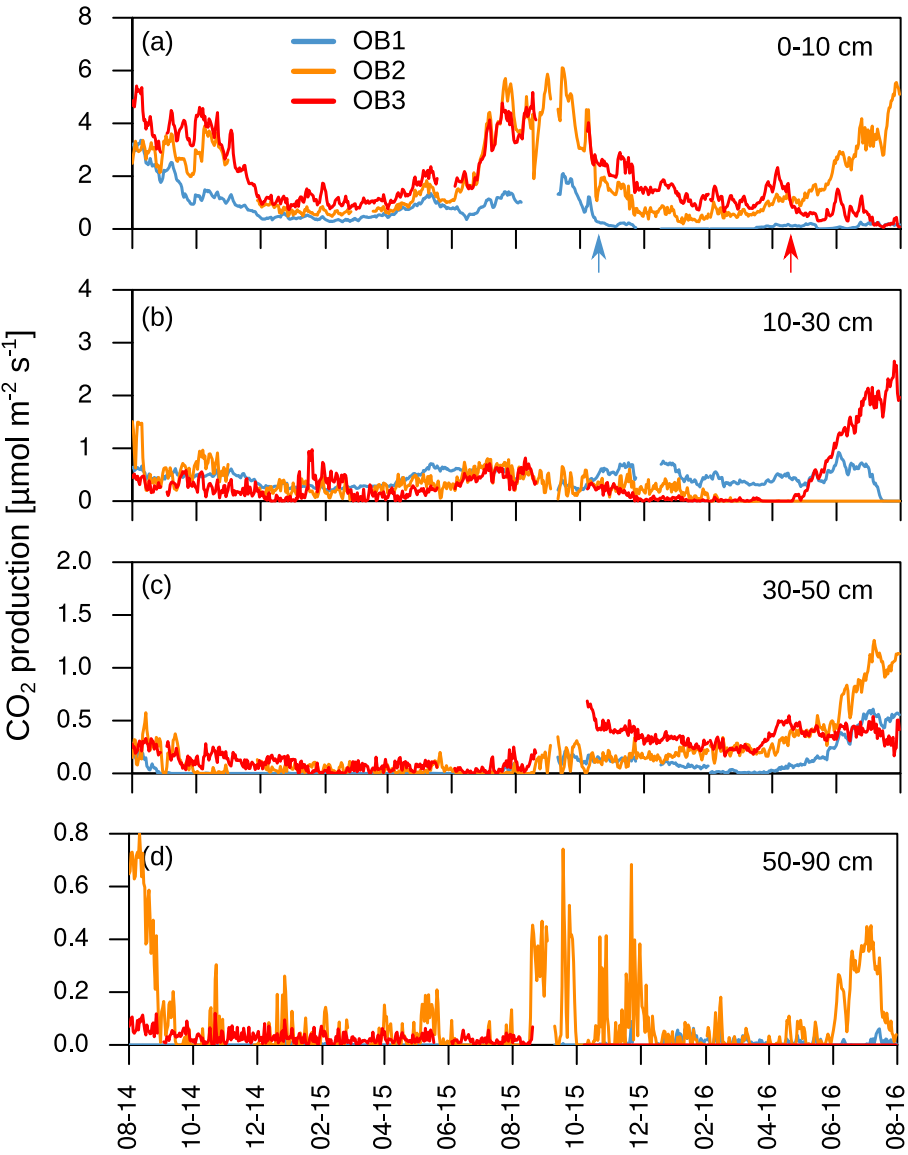 8
6
4
2
0
(a)
OB1
OB2
OB3
0-10 cm
4
3
2
1
0
(b)
10-30 cm
CO₂ production [µmol m⁻² s⁻¹]
2.0
1.5
1.0
0.5
0.0
(c)
30-50 cm
0.8
0.6
0.4
0.2
0.0
(d)
50-90 cm
08-14
10-14
12-14
02-15
04-15
06-15
08-15
10-15
12-15
02-16
04-16
06-16
08-16